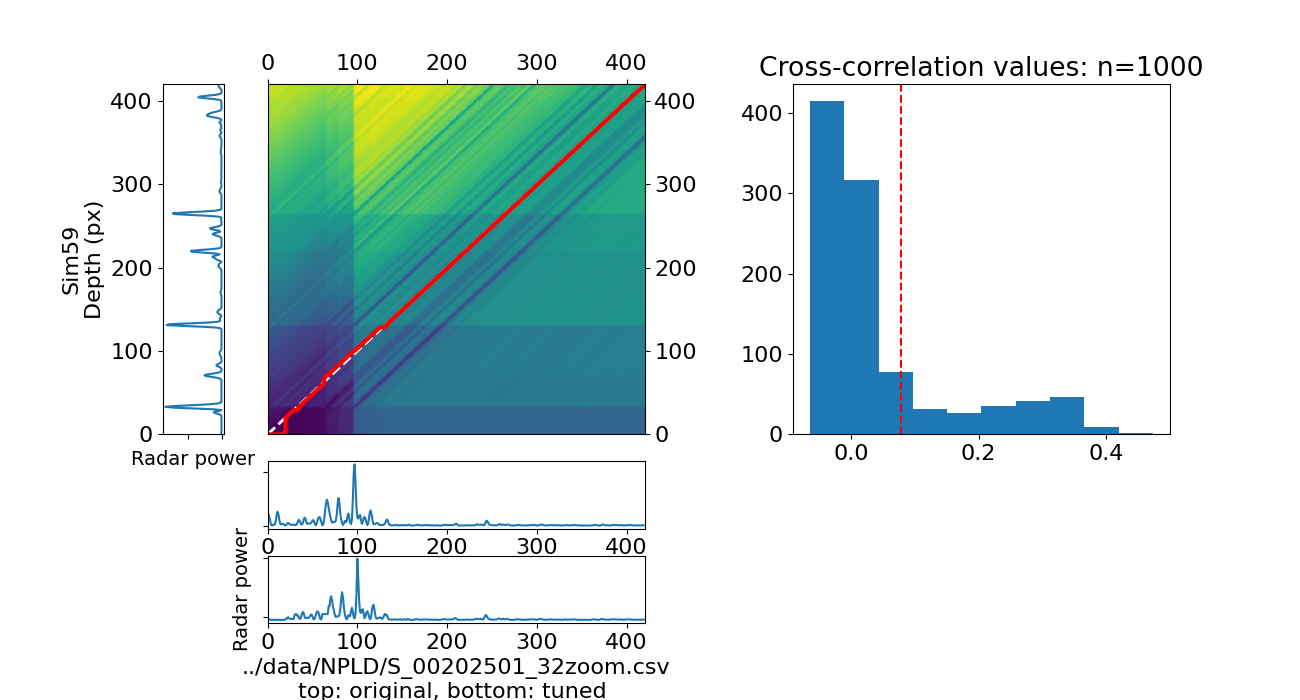 Cross-correlation values: n=1000
0 100 200 300 400
400
300
200
100
0
Sim59
Depth (px)
Radar power
400
300
200
100
0
400
300
200
100
0
0.0 0.2 0.4
0 100 200 300 400
Radar power
0 100 200 300 400
../data/NPLD/S_00202501_32zoom.csv
top: original, bottom: tuned